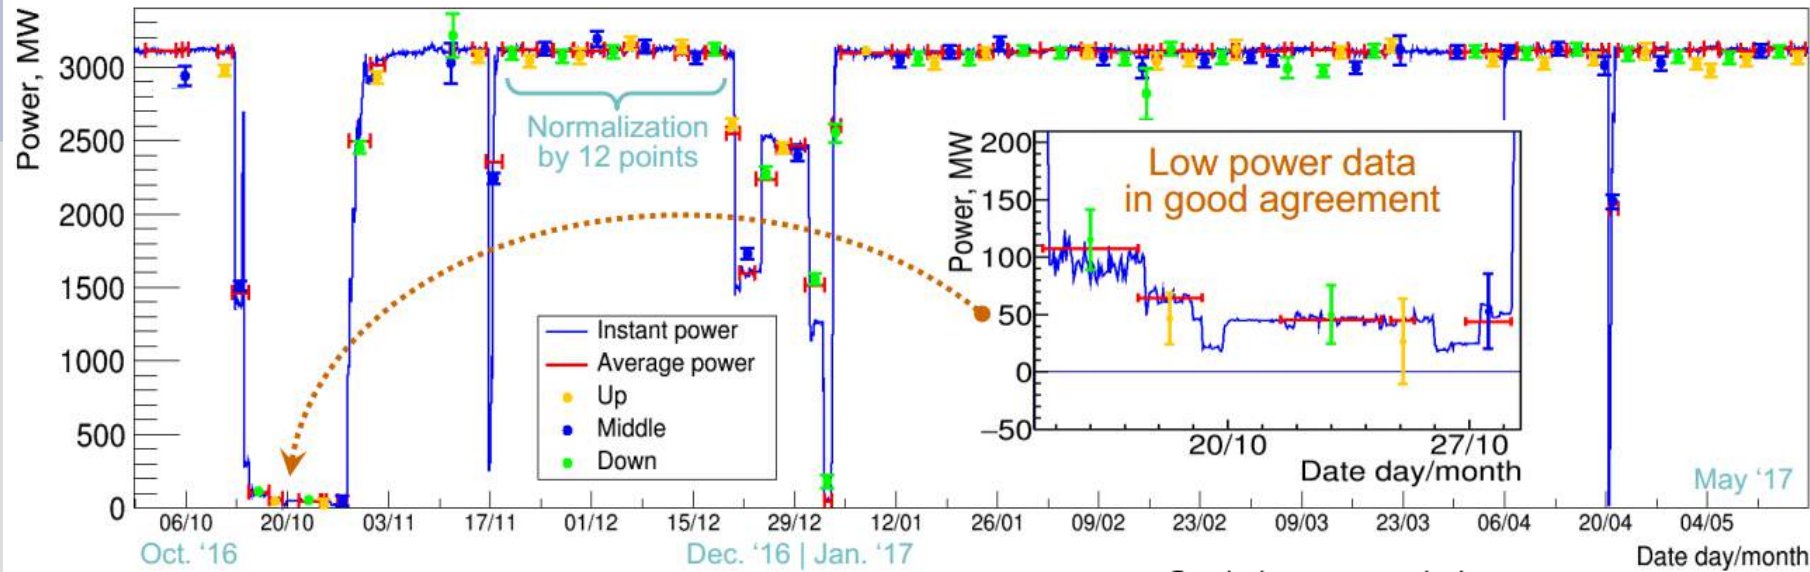 Power, MW
3000
2500
2000
1500
1000
500
0
Normalization
by 12 points
Instant power
Average power
Up
Middle
Down
Power, MW
200
150
100
50
0
−50
Low power data
in good agreement
20/10
27/10
Date day/month
May ‘17
06/10 20/10 03/11 17/11 01/12 15/12 29/12 12/01 26/01 09/02 23/02 09/03 23/03 06/04 20/04 04/05
Oct. ‘16
Dec. ‘16 | Jan. ‘17
Date day/month